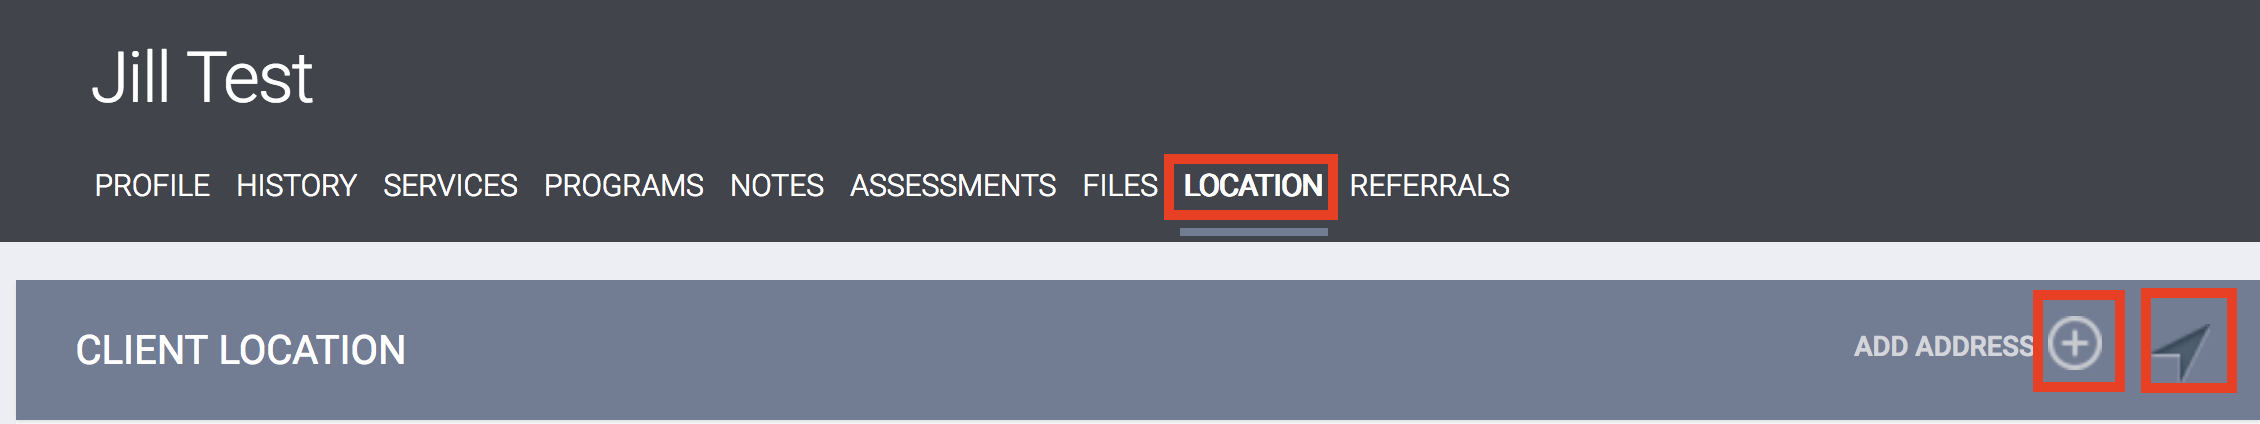 Jill Test
PROFILE HISTORY SERVICES PROGRAMS NOTES ASSESSMENTS FILES LOCATION REFERRALS
CLIENT LOCATION ADD ADDRESS